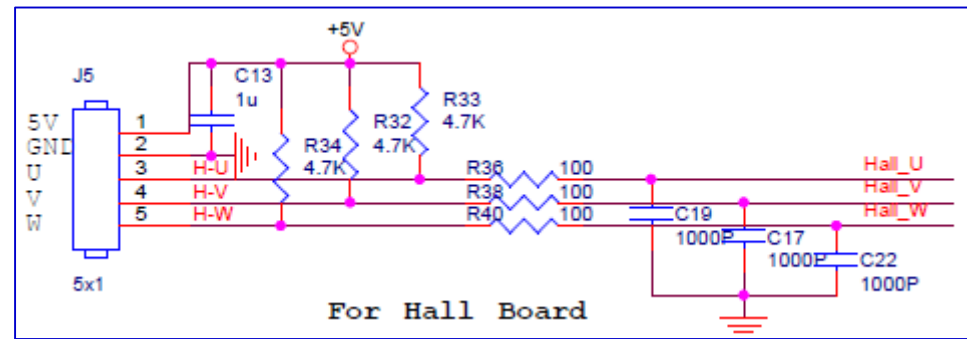 +5V
J5
C13
1u
R33
4.7K
R32
4.7K
R34
4.7K
5V 1
GND 2
U 3 H-U R36 100 Hall_U
V 4 H-V R38 100 Hall_V
W 5 H-W R40 100 Hall_W
C19
1000P
C17
1000P
C22
1000P
5x1
For Hall Board